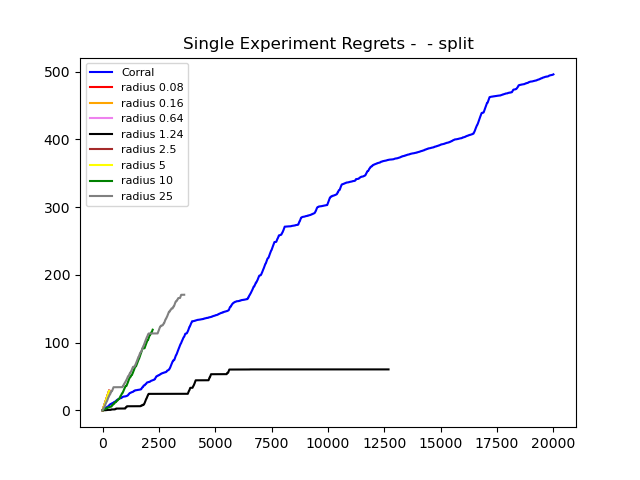 Single Experiment Regrets -  - split
Corral
radius 0.08
radius 0.16
radius 0.64
radius 1.24
radius 2.5
radius 5
radius 10
radius 25
500
400
300
200
100
0
0 2500 5000 7500 10000 12500 15000 17500 20000